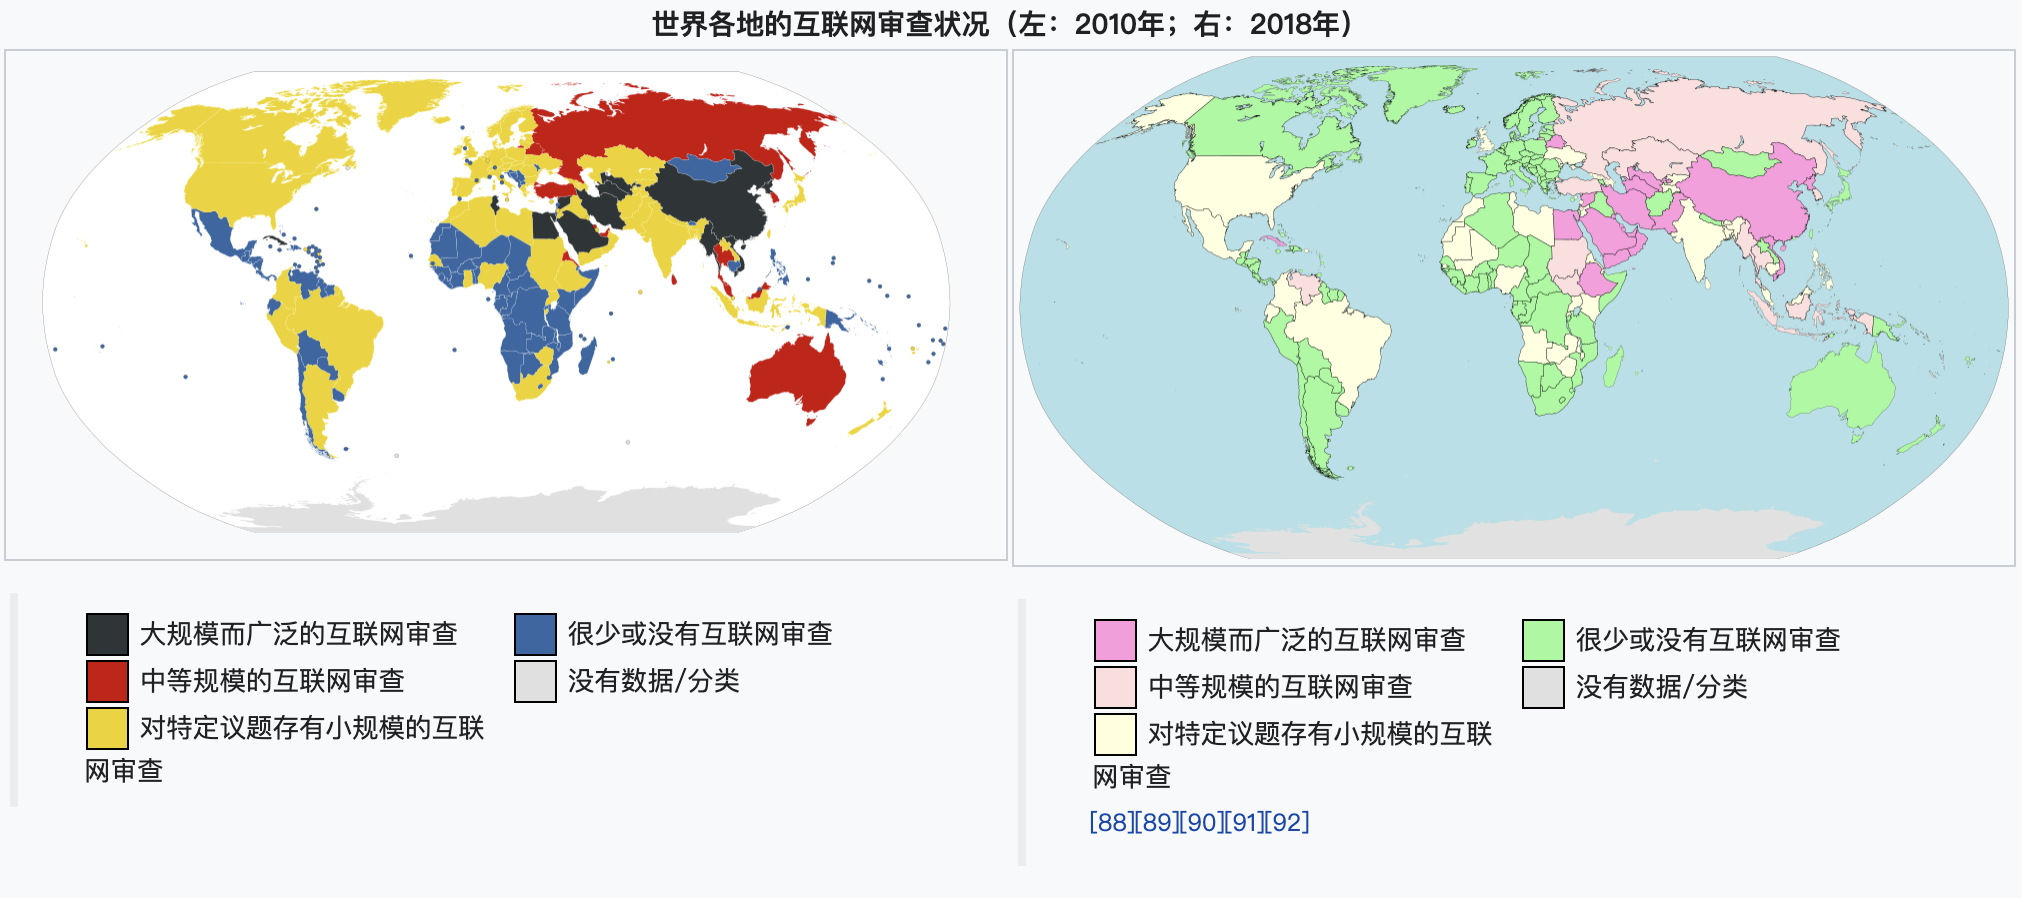 世界各地的互联网审查状况（左：2010年；右：2018年）
大规模而广泛的互联网审查
很少或没有互联网审查
中等规模的互联网审查
没有数据/分类
对特定议题存有小规模的互联
网审查
大规模而广泛的互联网审查
很少或没有互联网审查
中等规模的互联网审查
没有数据/分类
对特定议题存有小规模的互联
网审查
[88][89][90][91][92]